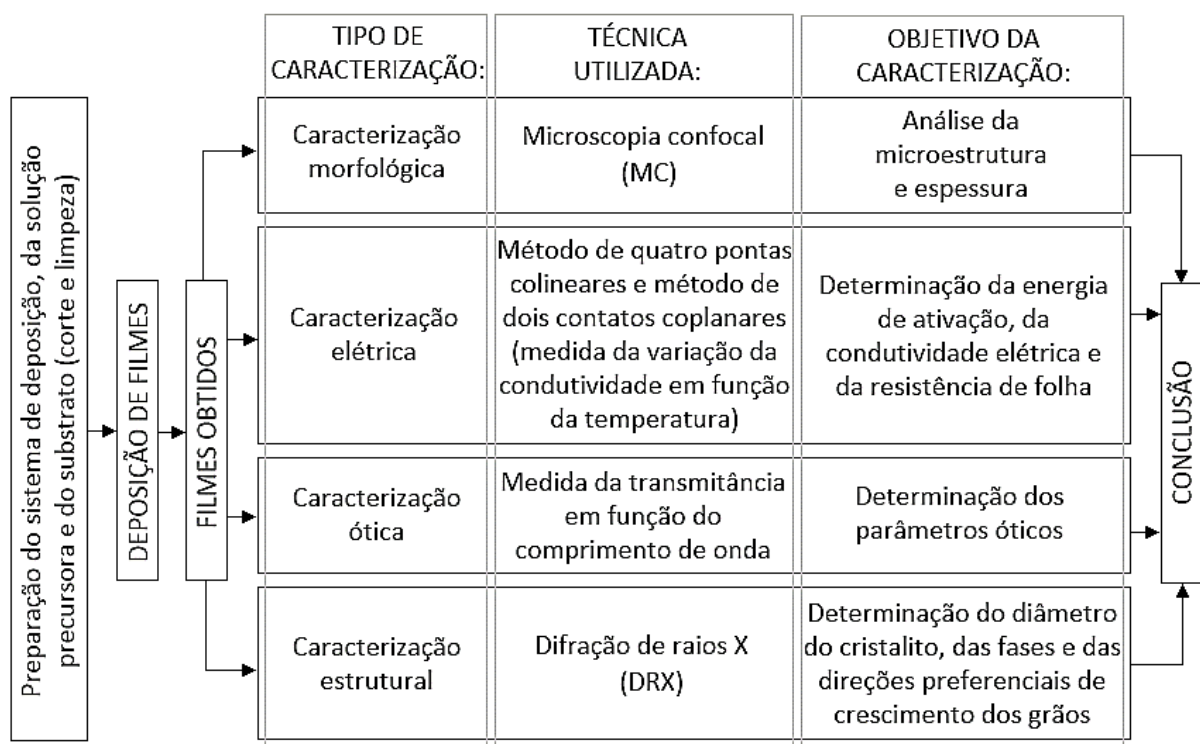 Preparação do sistema de deposição, da solução
precursora e do substrato (corte e limpeza)
DEPOSIÇÃO DE FILMES
FILMES OBTIDOS
TIPO DE
CARACTERIZAÇÃO:
TÉCNICA
UTILIZADA:
OBJETIVO DA
CARACTERIZAÇÃO:
Caracterização
morfológica
Microscopia confocal
(MC)
Análise da
microestrutura
e espessura
Caracterização
elétrica
Método de quatro pontas
colineares e método de
dois contatos coplanares
(medida da variação da
condutividade em função
da temperatura)
Determinação da energia
de ativação, da
condutividade elétrica e
da resistência de folha
Caracterização
ótica
Medida da transmitância
em função do
comprimento de onda
Determinação dos
parâmetros óticos
Caracterização
estrutural
Difração de raios X
(DRX)
Determinação do diâmetro
do cristalito, das fases e das
direções preferenciais de
crescimento dos grãos
CONCLUSÃO